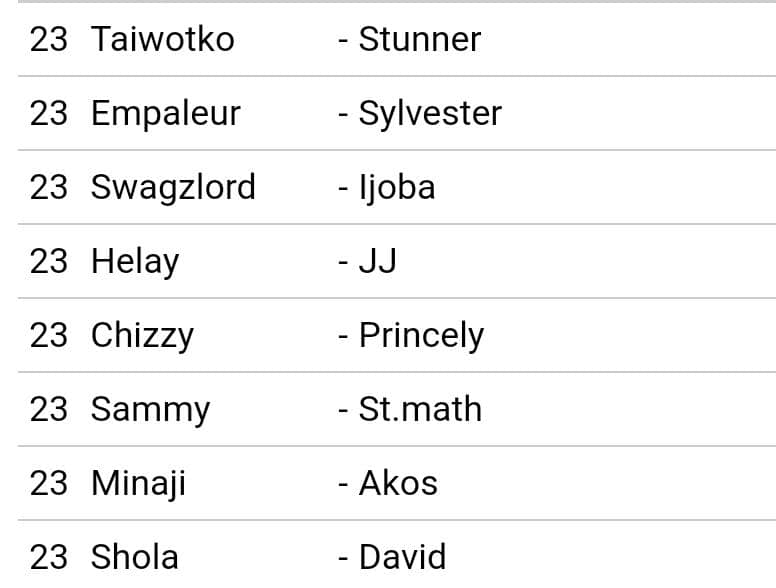 23 Taiwotko - Stunner
23 Empaleur - Sylvester
23 Swagzlord - Ijoba
23 Helay - JJ
23 Chizzy - Princely
23 Sammy - St.math
23 Minaji - Akos
23 Shola - David